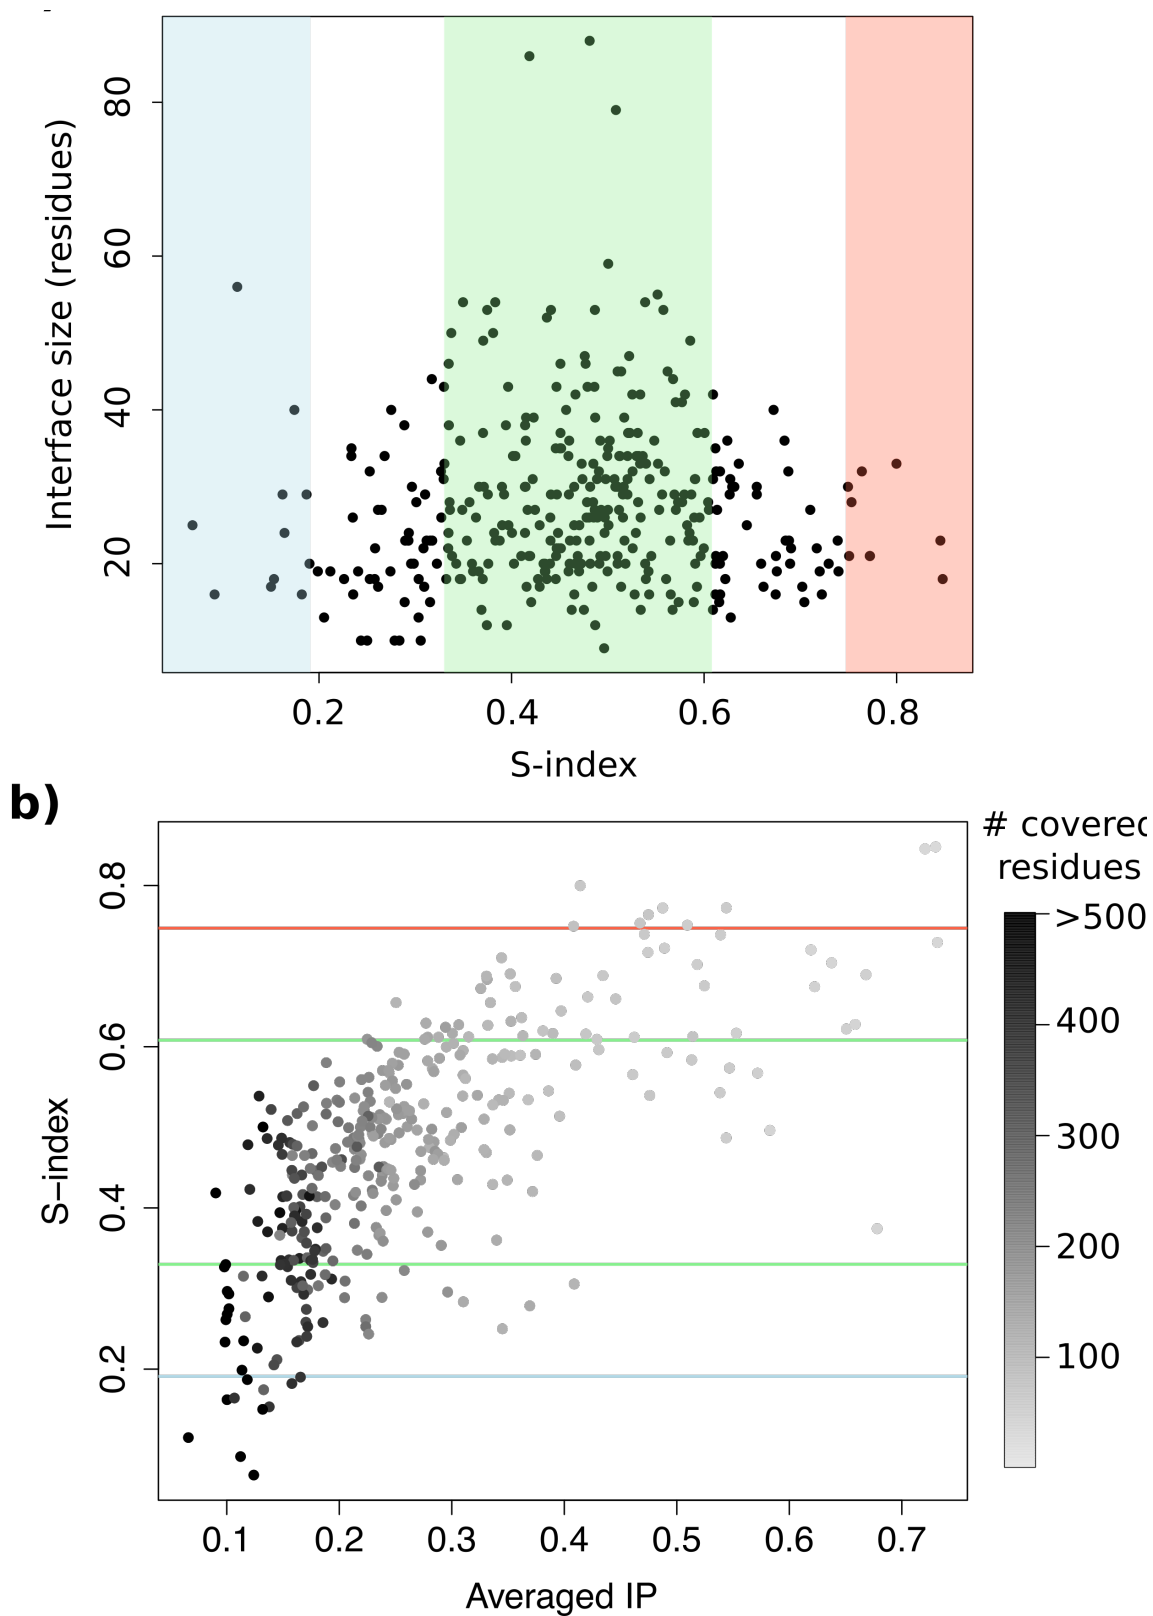 80
60
40
20
Interface size (residues)
0.2 0.4 0.6 0.8
S-index
b)
# covered
residues
>500
400
300
200
100
0.8
0.6
0.4
0.2
S−index
0.1 0.2 0.3 0.4 0.5 0.6 0.7
Averaged IP